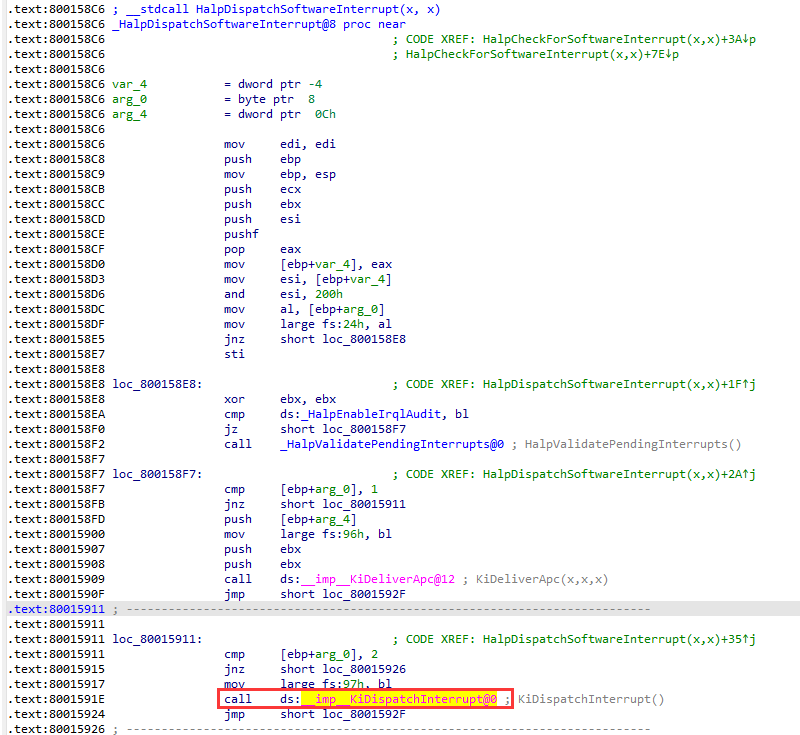 .text:800158C6 ; __stdcall HalpDispatchSoftwareInterrupt(x, x)
.text:800158C6 _HalpDispatchSoftwareInterrupt@8 proc near
.text:800158C6 ; CODE XREF: HalpCheckForSoftwareInterrupt(x,x)+3A↓p
.text:800158C6 ; HalpCheckForSoftwareInterrupt(x,x)+7E↓p
.text:800158C6
.text:800158C6 var_4 = dword ptr -4
.text:800158C6 arg_0 = byte ptr 8
.text:800158C6 arg_4 = dword ptr 0Ch
.text:800158C6
.text:800158C6 mov edi, edi
.text:800158C8 push ebp
.text:800158C9 mov ebp, esp
.text:800158CB push ecx
.text:800158CC push ebx
.text:800158CD push esi
.text:800158CE pushf
.text:800158CF pop eax
.text:800158D0 mov [ebp+var_4], eax
.text:800158D3 mov esi, [ebp+var_4]
.text:800158D6 and esi, 200h
.text:800158DC mov al, [ebp+arg_0]
.text:800158DF mov large fs:24h, al
.text:800158E5 jnz short loc_800158E8
.text:800158E7 sti
.text:800158E8
.text:800158E8 loc_800158E8: ; CODE XREF: HalpDispatchSoftwareInterrupt(x,x)+1F↑j
.text:800158E8 xor ebx, ebx
.text:800158EA cmp ds:_HalpEnableIrqlAudit, bl
.text:800158F0 jz short loc_800158F7
.text:800158F2 call _HalpValidatePendingInterrupts@0 ; HalpValidatePendingInterrupts()
.text:800158F7
.text:800158F7 loc_800158F7: ; CODE XREF: HalpDispatchSoftwareInterrupt(x,x)+2A↑j
.text:800158F7 cmp [ebp+arg_0], 1
.text:800158FB jnz short loc_80015911
.text:800158FD push [ebp+arg_4]
.text:80015900 mov large fs:96h, bl
.text:80015907 push ebx
.text:80015908 push ebx
.text:80015909 call ds:__imp__KiDeliverApc@12 ; KiDeliverApc(x,x,x)
.text:8001590F jmp short loc_8001592F
.text:80015911 ; ---------------------------------------------------------------------------
.text:80015911
.text:80015911 loc_80015911: ; CODE XREF: HalpDispatchSoftwareInterrupt(x,x)+35↑j
.text:80015911 cmp [ebp+arg_0], 2
.text:80015915 jnz short loc_80015926
.text:80015917 mov large fs:97h, bl
.text:8001591E call ds:__imp__KiDispatchInterrupt@0 ; KiDispatchInterrupt()
.text:80015924 jmp short loc_8001592F
.text:80015926 ; ---------------------------------------------------------------------------